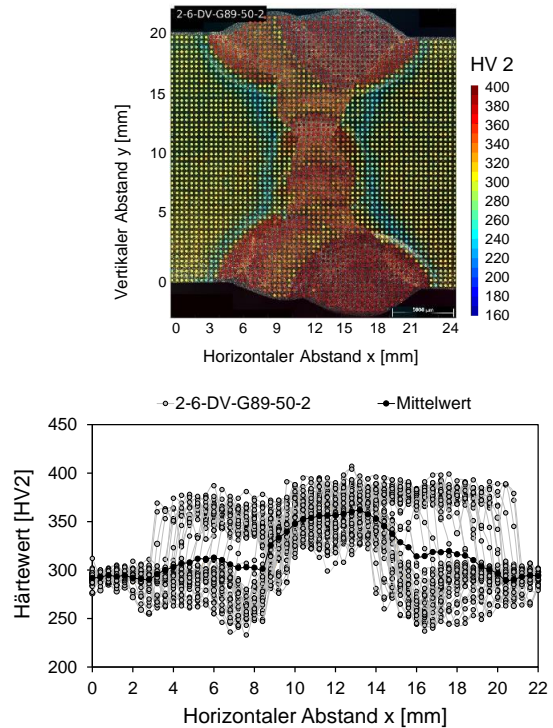 2-6-DV-G89-50-2
20
15
10
5
0
Vertikaler Abstand y [mm]
0 3 6 9 12 15 18 21 24
Horizontaler Abstand x [mm]
HV 2
400
380
360
340
320
300
280
260
240
220
200
180
160
2-6-DV-G89-50-2 Mittelwert
450
400
350
300
250
200
Härtewert [HV2]
0 2 4 6 8 10 12 14 16 18 20 22
Horizontaler Abstand x [mm]